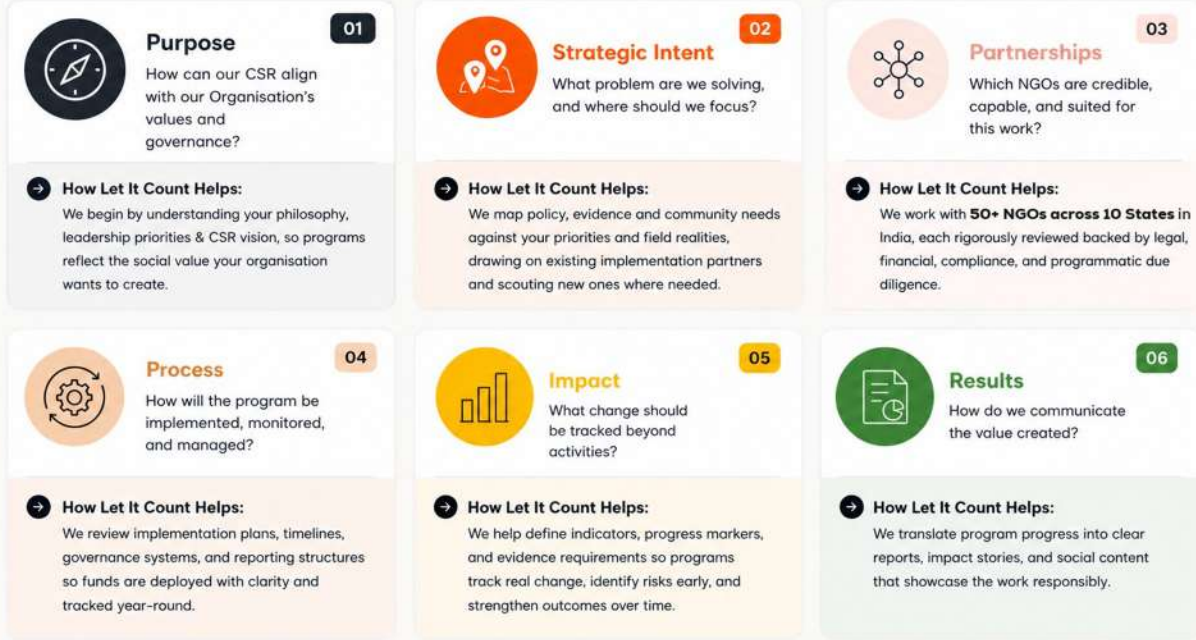 01
Purpose
How can our CSR align
with our Organisation's
values and
governance?
How Let It Count Helps:
We begin by understanding your philosophy,
leadership priorities & CSR vision, so programs
reflect the social value your organisation
wants to create.
02
Strategic Intent
What problem are we solving,
and where should we focus?
How Let It Count Helps:
We map policy, evidence and community needs
against your priorities and field realities,
drawing on existing implementation partners
and scouting new ones where needed.
03
Partnerships
Which NGOs are credible,
capable, and suited for
this work?
How Let It Count Helps:
We work with 50+ NGOs across 10 States in
India, each rigorously reviewed backed by legal,
financial, compliance, and programmatic due
diligence.
04
Process
How will the program be
implemented, monitored,
and managed?
How Let It Count Helps:
We review implementation plans, timelines,
governance systems, and reporting structures
so funds are deployed with clarity and
tracked year-round.
05
Impact
What change should
be tracked beyond
activities?
How Let It Count Helps:
We help define indicators, progress markers,
and evidence requirements so programs
track real change, identify risks early, and
strengthen outcomes over time.
06
Results
How do we communicate
the value created?
How Let It Count Helps:
We translate program progress into clear
reports, impact stories, and social content
that showcase the work responsibly.